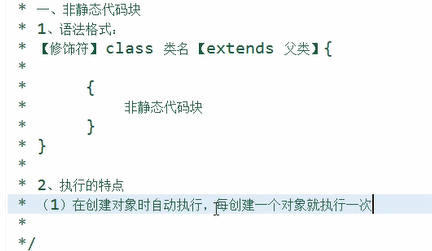 * 一、非静态代码块
* 1、语法格式：
* 【修饰符】class 类名【extends 父类】{
*
*      {
*          非静态代码块
*      }
* }
*
* 2、执行的特点
* （1）在创建对象时自动执行，每创建一个对象就执行一次
*
*/